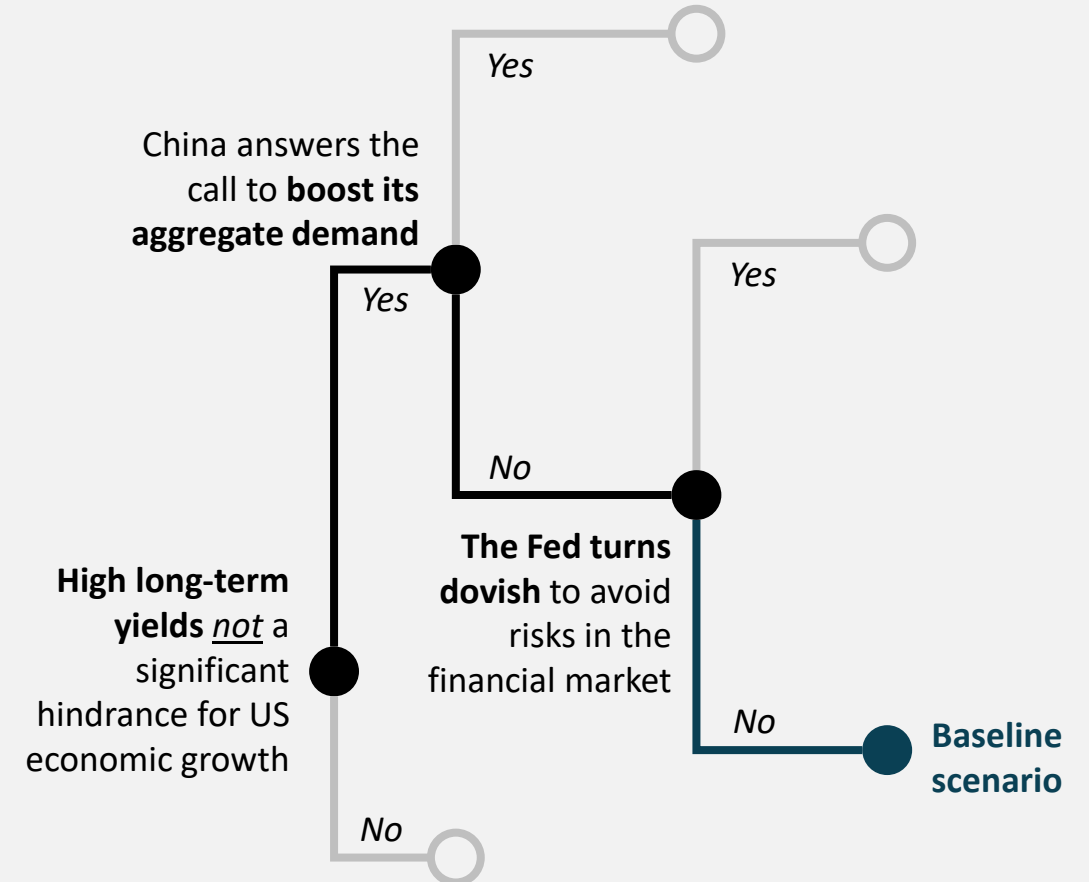 Yes
China answers the
call to boost its
aggregate demand
Yes
Yes
No
The Fed turns
dovish to avoid
risks in the
financial market
High long-term
yields not a
significant
hindrance for US
economic growth
No
Baseline
scenario
No